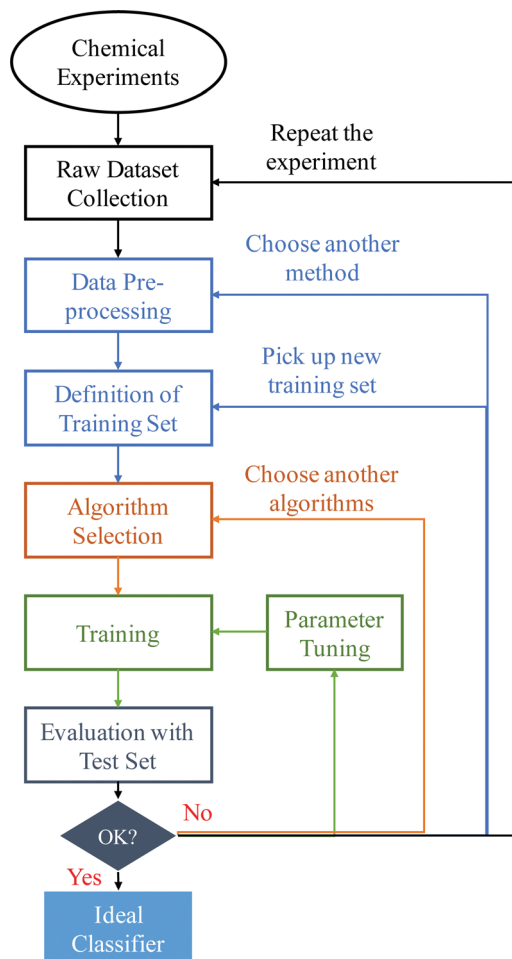 Chemical
Experiments
Repeat the
experiment
Raw Dataset
Collection
Choose another
method
Data Pre-
processing
Pick up new
training set
Definition of
Training Set
Choose another
algorithms
Algorithm
Selection
Training
Parameter
Tuning
Evaluation with
Test Set
No
OK?
Yes
Ideal
Classifier